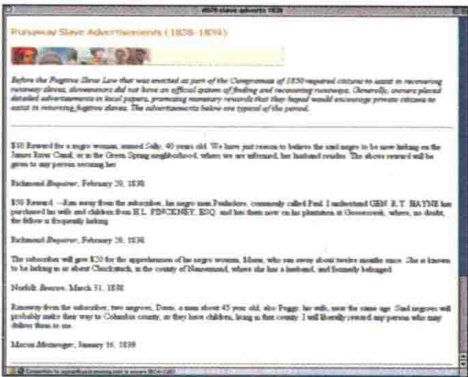 d029 slave adverts 1838
Runaway Slave Advertisements (1838-1839)
Before the Fugitive Slave Law that was enacted as part of the Compromise of 1850 required citizens to assist in recovering
runaway slaves, slaveowners did not have an official system of finding and recovering runaways. Generally, owners placed
detailed advertisements in local papers, promising monetary rewards that they hoped would encourage private citizens to
assist in returning fugitive slaves. The advertisements below are typical of the period.
$10 Reward for a negro woman, named Sally, 40 years old. We have just reason to believe the said negro to be now lurking on the
James River Canal, or in the Green Spring neighborhood, where we are informed, her husband resides. The above reward will be
given to any person securing her.
Richmond Enquirer, February 20, 1838
$50 Reward.--Ran away from the subscriber, his negro man Pauladore, commonly called Paul. I understand GEN. R.Y. HAYNE has
purchased his wife and children from H.L. PINCKNEY, ESQ. and has them now on his plantation at Goosecreek, where, no doubt,
the fellow is frequently lurking.
Richmond Enquirer, February 20, 1838
The subscriber will give $20 for the apprehension of his negro woman, Maria, who ran away about twelve months since. She is known
to be lurking in or about Chuckatuck, in the county of Nansemond, where she has a husband, and formerly belonged.
Norfolk Beacon, March 31, 1838
Runaway from the subscriber, two negroes, Davis, a man about 45 year old, also Peggy, his wife, near the same age. Said negroes will
probably make their way to Columbia county, as they have children, living in that county. I will liberally reward any person who may
deliver them to me.
Macon Messenger, January 16, 1839